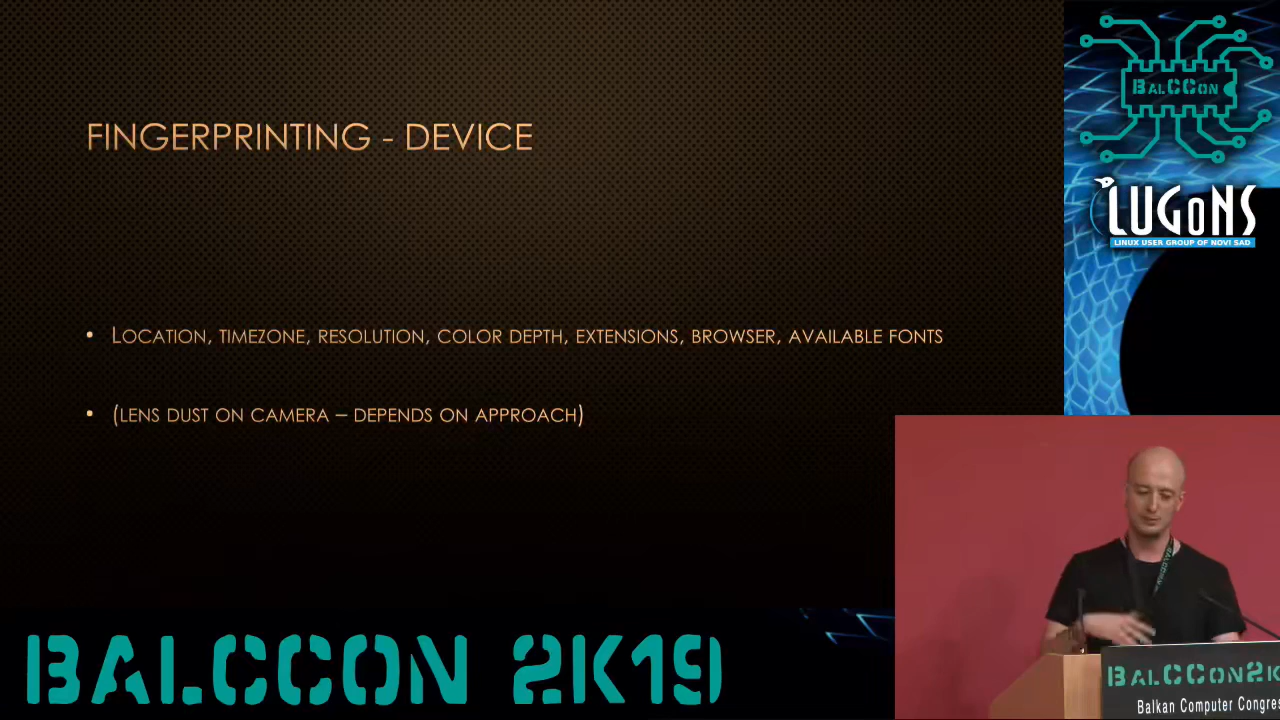 FINGERPRINTING - DEVICE
• LOCATION, TIMEZONE, RESOLUTION, COLOR DEPTH, EXTENSIONS, BROWSER, AVAILABLE FONTS
• (LENS DUST ON CAMERA – DEPENDS ON APPROACH)
BALCCON 2K19
BALCCON
LUGoNS
LINUX USER GROUP OF NOVI SAD
BALCCON2K
Balkan Computer Congres